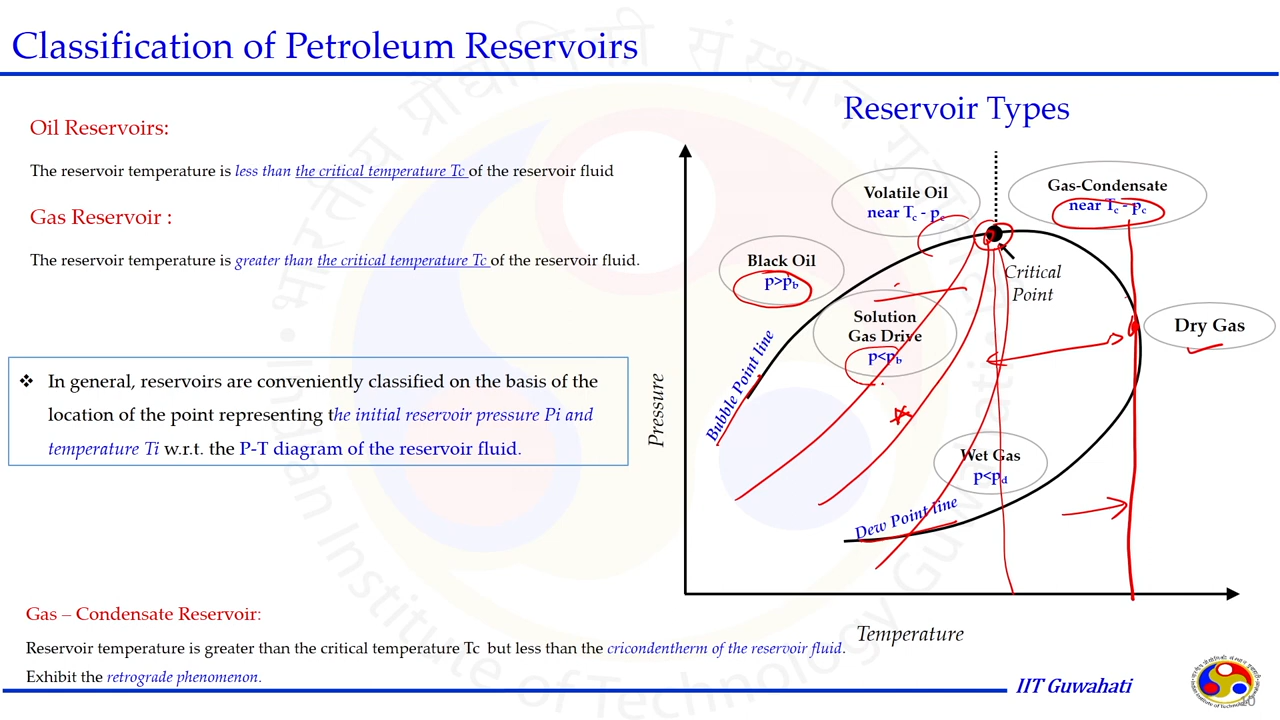 Classification of Petroleum Reservoirs
Oil Reservoirs:
The reservoir temperature is less than the critical temperature Tc of the reservoir fluid
Gas Reservoir :
The reservoir temperature is greater than the critical temperature Tc of the reservoir fluid.
❖ In general, reservoirs are conveniently classified on the basis of the
location of the point representing the initial reservoir pressure Pi and
temperature Ti w.r.t. the P-T diagram of the reservoir fluid.
Gas – Condensate Reservoir:
Reservoir temperature is greater than the critical temperature Tc but less than the cricondentherm of the reservoir fluid.
Exhibit the retrograde phenomenon.
Reservoir Types
Volatile Oil
near Tc - pc
Gas-Condensate
near Tc - pc
Black Oil
p>pb
Critical
Point
Solution
Gas Drive
p<pb
Dry Gas
Bubble Point line
Pressure
Wet Gas
p<pd
Dew Point line
Temperature
IIT Guwahati